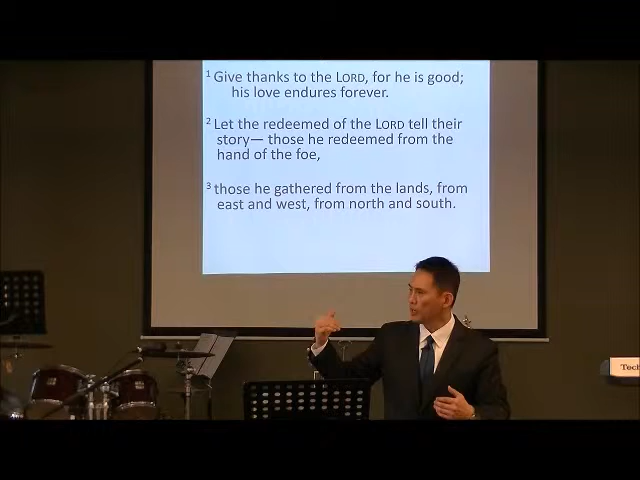 1 Give thanks to the LORD, for he is good;
his love endures forever.
2 Let the redeemed of the LORD tell their
story— those he redeemed from the
hand of the foe,
3 those he gathered from the lands, from
east and west, from north and south.
Tech